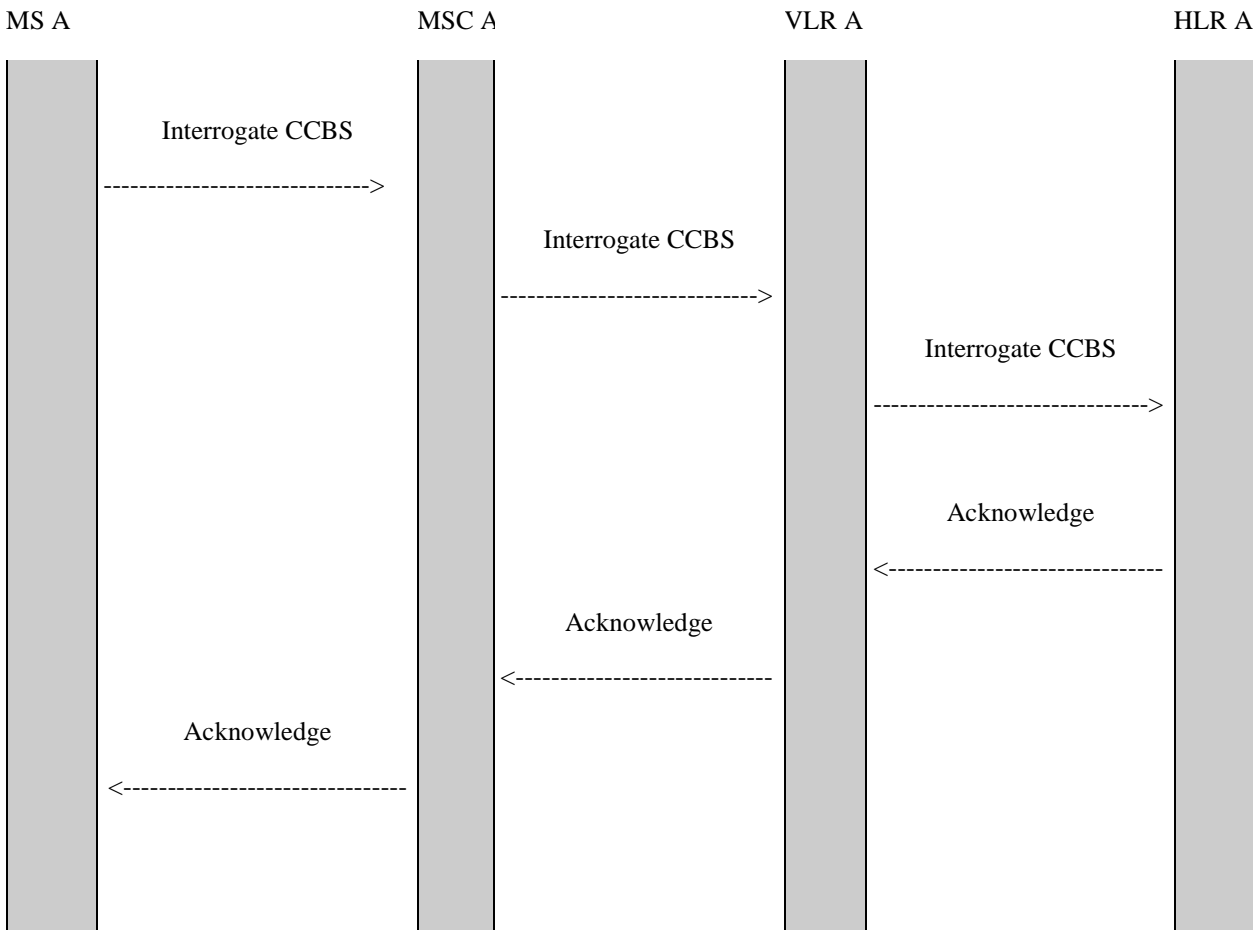 MS A
MSC A
VLR A
HLR A
Interrogate CCBS
Interrogate CCBS
Interrogate CCBS
Acknowledge
Acknowledge
Acknowledge